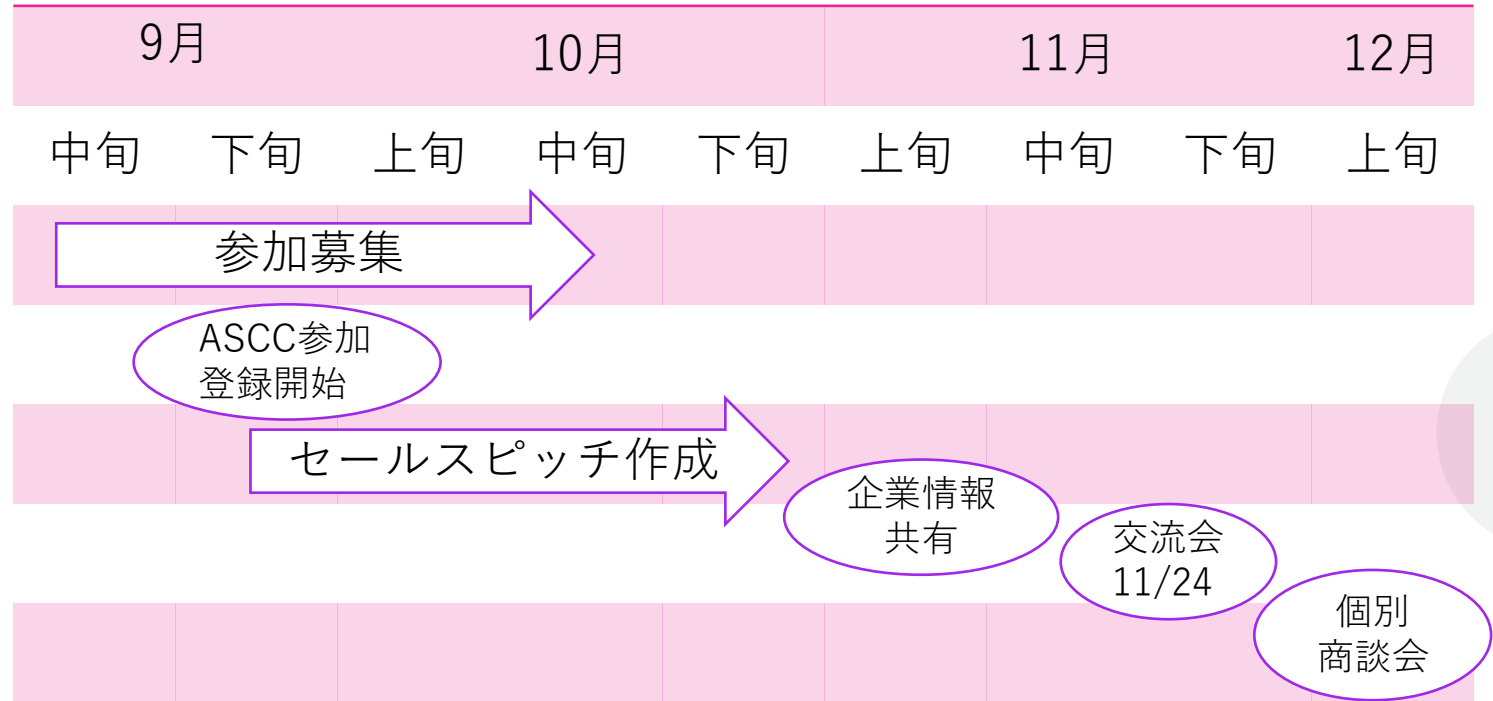 9月 10月 11月 12月
中旬 下旬 上旬 中旬 下旬 上旬 中旬 下旬 上旬
参加募集
ASCC参加
登録開始
セールスピッチ作成
企業情報
共有
交流会
11/24
個別
商談会